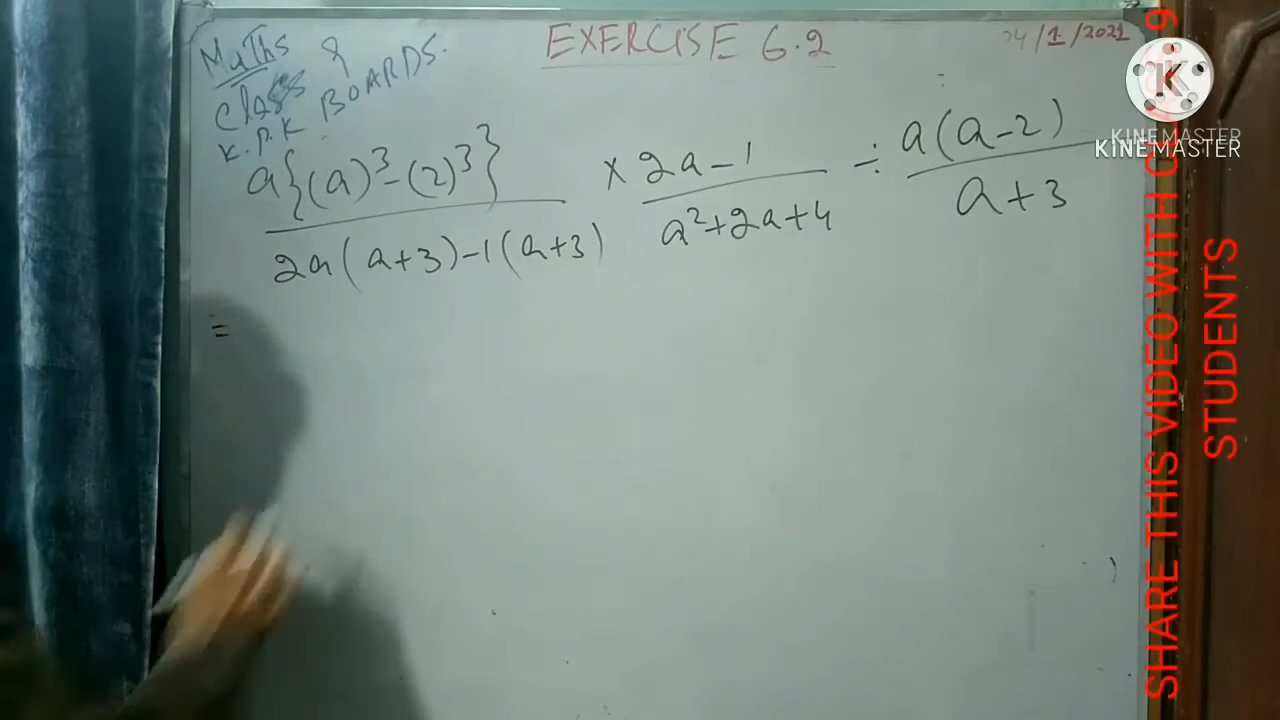 EXERCISE 6.2
24/1/2021
Maths 9
Class
K.P.K BOARDS.
a{(a)³-(2)³} / 2a(a+3)-1(a+3) × 2a-1 / a²+2a+4 ÷ a(a-2) / a+3
=
K
KINEMASTER
KINEMASTER
SHARE THIS VIDEO WITH CLASS 9
STUDENTS